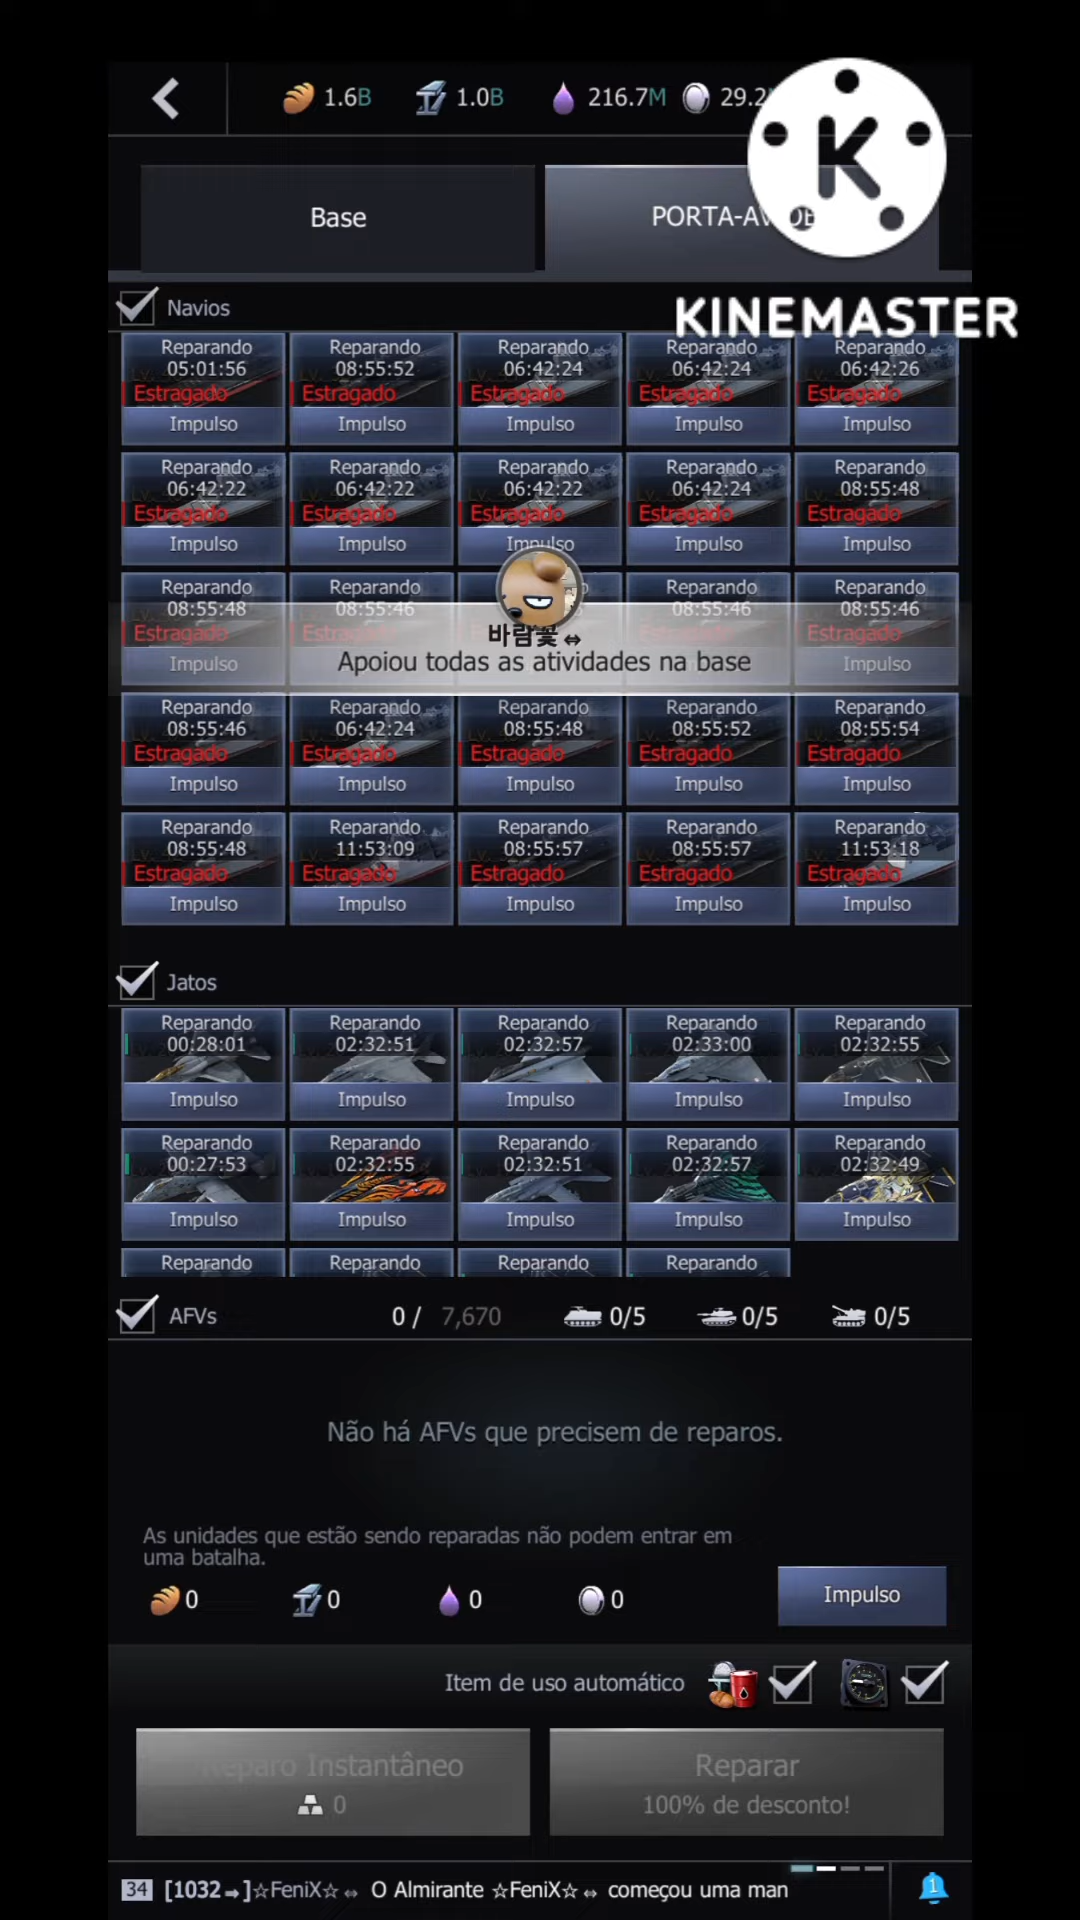 1.6B 1.0B 216.7M 29.2
Base
KINEMASTER
Navios
Reparando Reparando Reparando Reparando Reparando
05:01:56 08:55:52 06:42:24 06:42:24 06:42:26
Estragado Estragado Estragado Estragado Estragado
Impulso Impulso Impulso Impulso Impulso
Reparando Reparando Reparando Reparando Reparando
06:42:22 06:42:22 06:42:22 06:42:24 08:55:48
Estragado Estragado Estragado Estragado Estragado
Impulso Impulso Impulso Impulso Impulso
Reparando Reparando Reparando Reparando
08:55:48 08:55:46 08:55:46 08:55:46
Estragado Estragado Estragado Estragado
바람꽃 ⇔
Impulso Impulso
Apoiou todas as atividades na base
Reparando Reparando Reparando Reparando Reparando
08:55:46 06:42:24 08:55:48 08:55:52 08:55:54
Estragado Estragado Estragado Estragado Estragado
Impulso Impulso Impulso Impulso Impulso
Reparando Reparando Reparando Reparando Reparando
08:55:48 11:53:09 08:55:57 08:55:57 11:53:18
Estragado Estragado Estragado Estragado Estragado
Impulso Impulso Impulso Impulso Impulso
Jatos
Reparando Reparando Reparando Reparando Reparando
00:28:01 02:32:51 02:32:57 02:33:00 02:32:55
Impulso Impulso Impulso Impulso Impulso
Reparando Reparando Reparando Reparando Reparando
00:27:53 02:32:55 02:32:51 02:32:57 02:32:49
Impulso Impulso Impulso Impulso Impulso
Reparando Reparando Reparando Reparando
AFVs 0 / 7,670 0/5 0/5 0/5
Não há AFVs que precisem de reparos.
As unidades que estão sendo reparadas não podem entrar em
uma batalha.
0 0 0 0 Impulso
Item de uso automático
Reparo Instantâneo
0
Reparar
100% de desconto!
34 [1032➡]☆FeniX☆⇔ O Almirante ☆FeniX☆⇔ começou uma man
1